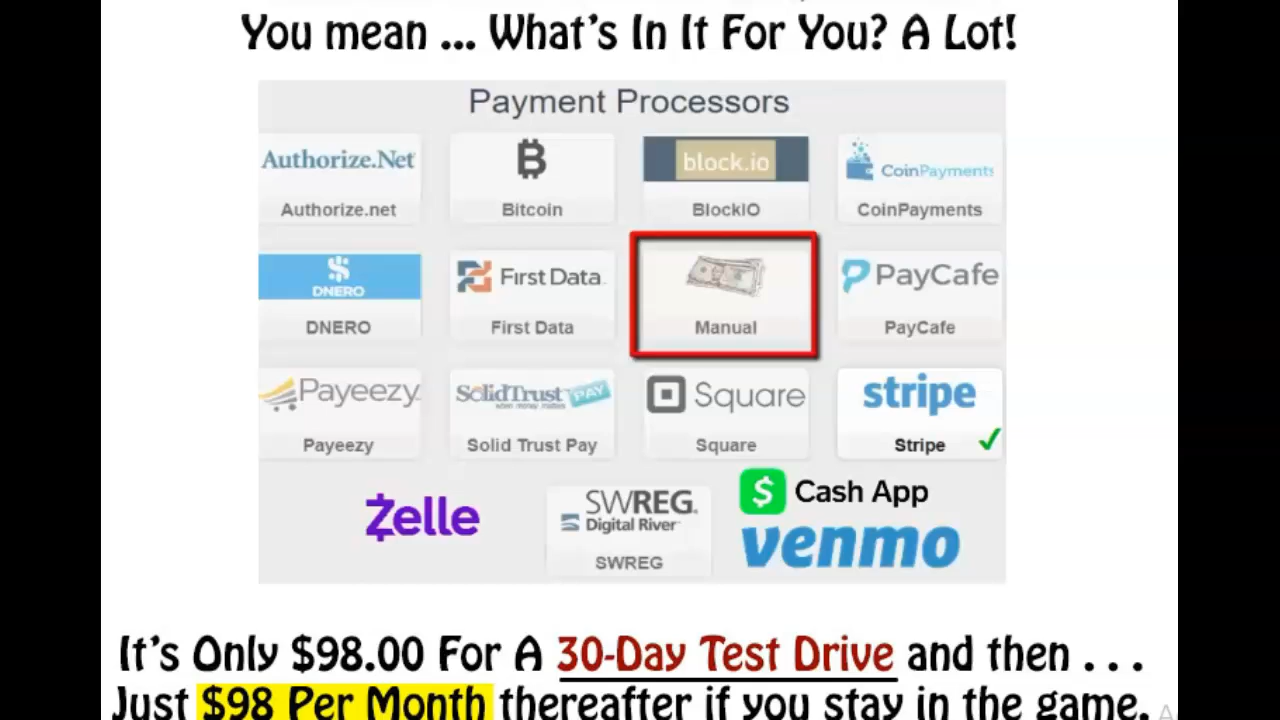 You mean ... What's In It For You? A Lot!
Payment Processors
Authorize.Net
block.io
CoinPayments
Authorize.net
Bitcoin
BlockIO
CoinPayments
DNERO
First Data
PayCafe
DNERO
First Data
Manual
PayCafe
Payeezy
SolidTrust PAY
when money matters
Square
stripe
Payeezy
Solid Trust Pay
Square
Stripe
Zelle
SWREG
Digital River
SWREG
$ Cash App
venmo
It's Only $98.00 For A 30-Day Test Drive and then . . .
Just $98 Per Month thereafter if you stay in the game.
A